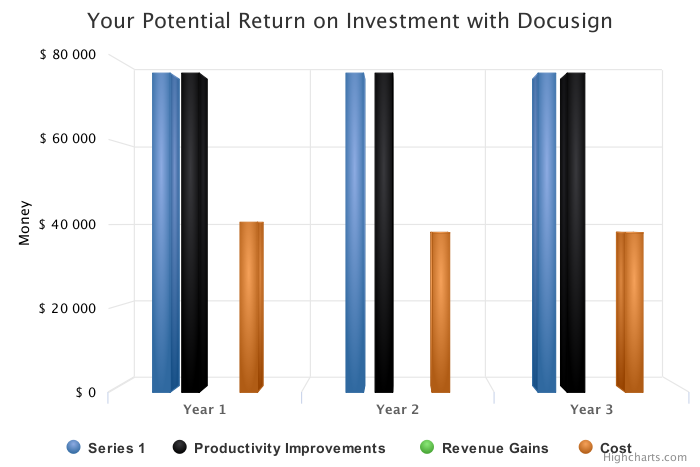 Your Potential Return on Investment with Docusign
$ 80 000
$ 60 000
$ 40 000
$ 20 000
$ 0
Money
Year 1
Year 2
Year 3
Series 1
Productivity Improvements
Revenue Gains
Cost
Highcharts.com